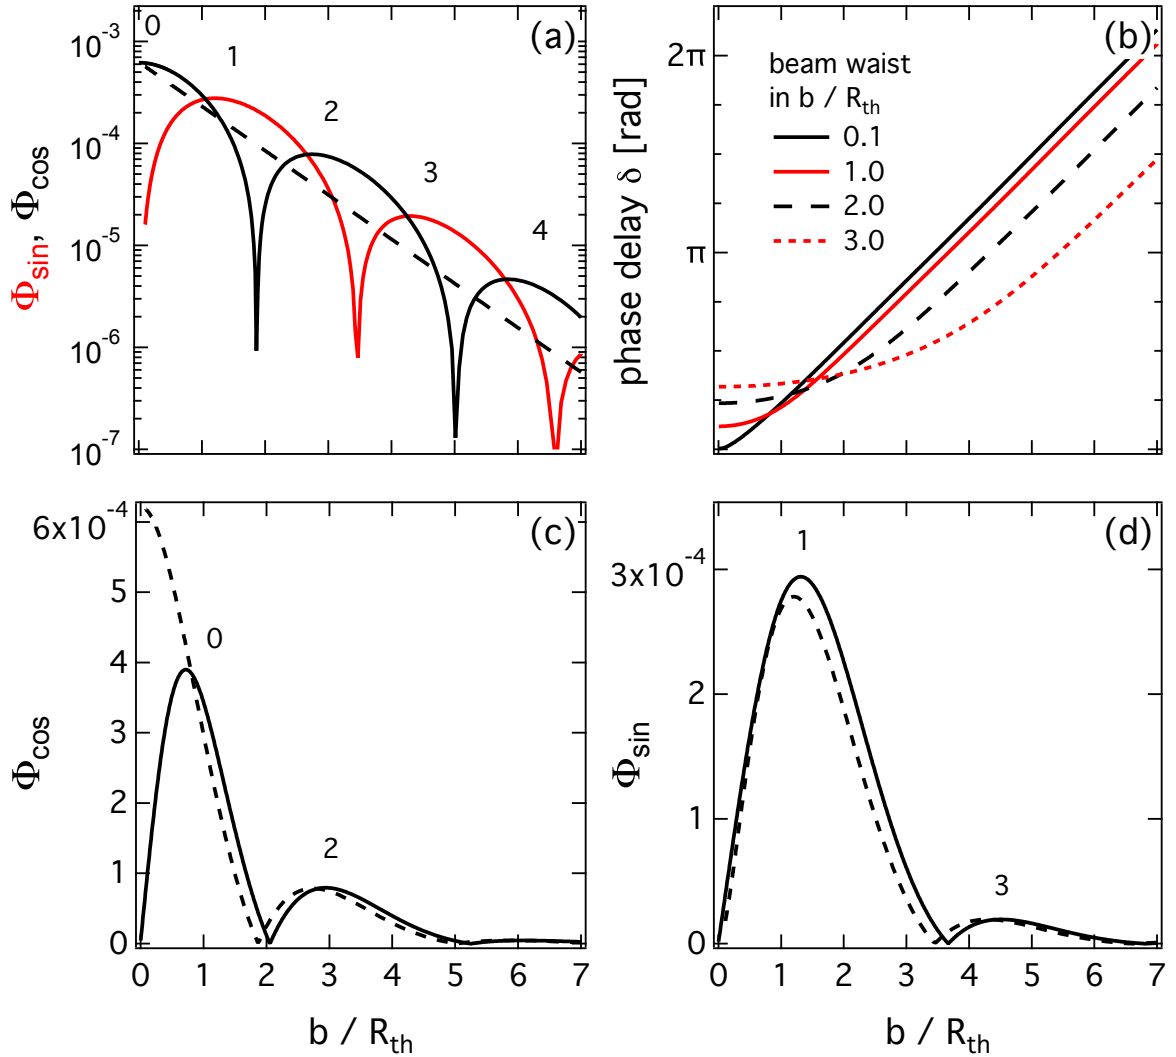 (a)
0
1
2
3
4
10⁻³
10⁻⁴
10⁻⁵
10⁻⁶
10⁻⁷
Φsin, Φcos
(b)
2π
π
phase delay δ [rad]
beam waist
in b / Rth
0.1
1.0
2.0
3.0
(c)
6x10⁻⁴
5
4
3
2
1
0
Φcos
0
2
0 1 2 3 4 5 6 7
b / Rth
(d)
3x10⁻⁴
2
1
0
Φsin
1
3
0 1 2 3 4 5 6 7
b / Rth